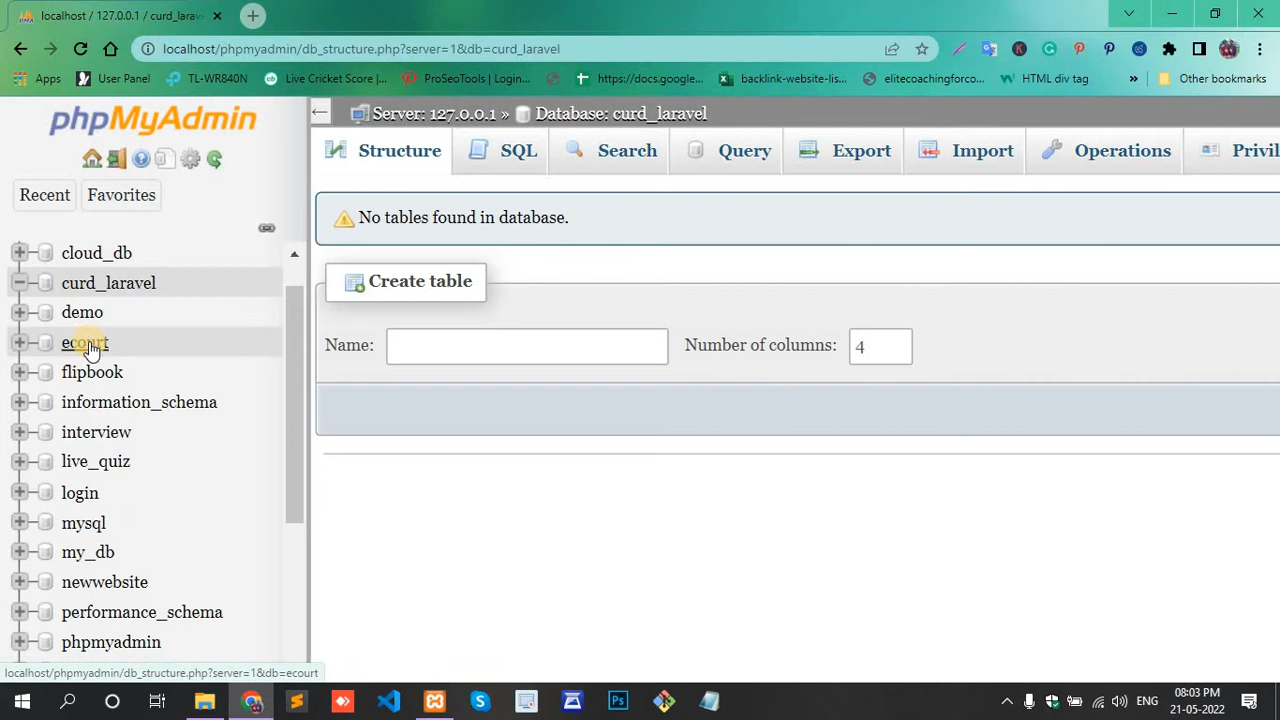 localhost / 127.0.0.1 / curd_larav
localhost/phpmyadmin/db_structure.php?server=1&db=curd_laravel
Apps
User Panel
TL-WR840N
Live Cricket Score |...
ProSeoTools | Login...
https://docs.google...
backlink-website-lis...
elitecoachingforco...
HTML div tag
»
Other bookmarks
phpMyAdmin
Recent
Favorites
Server: 127.0.0.1 » Database: curd_laravel
Structure
SQL
Search
Query
Export
Import
Operations
Privil
No tables found in database.
Create table
Name:
Number of columns:
4
cloud_db
curd_laravel
demo
ecourt
flipbook
information_schema
interview
live_quiz
login
mysql
my_db
newwebsite
performance_schema
phpmyadmin
localhost/phpmyadmin/db_structure.php?server=1&db=ecourt
ENG
08:03 PM
21-05-2022